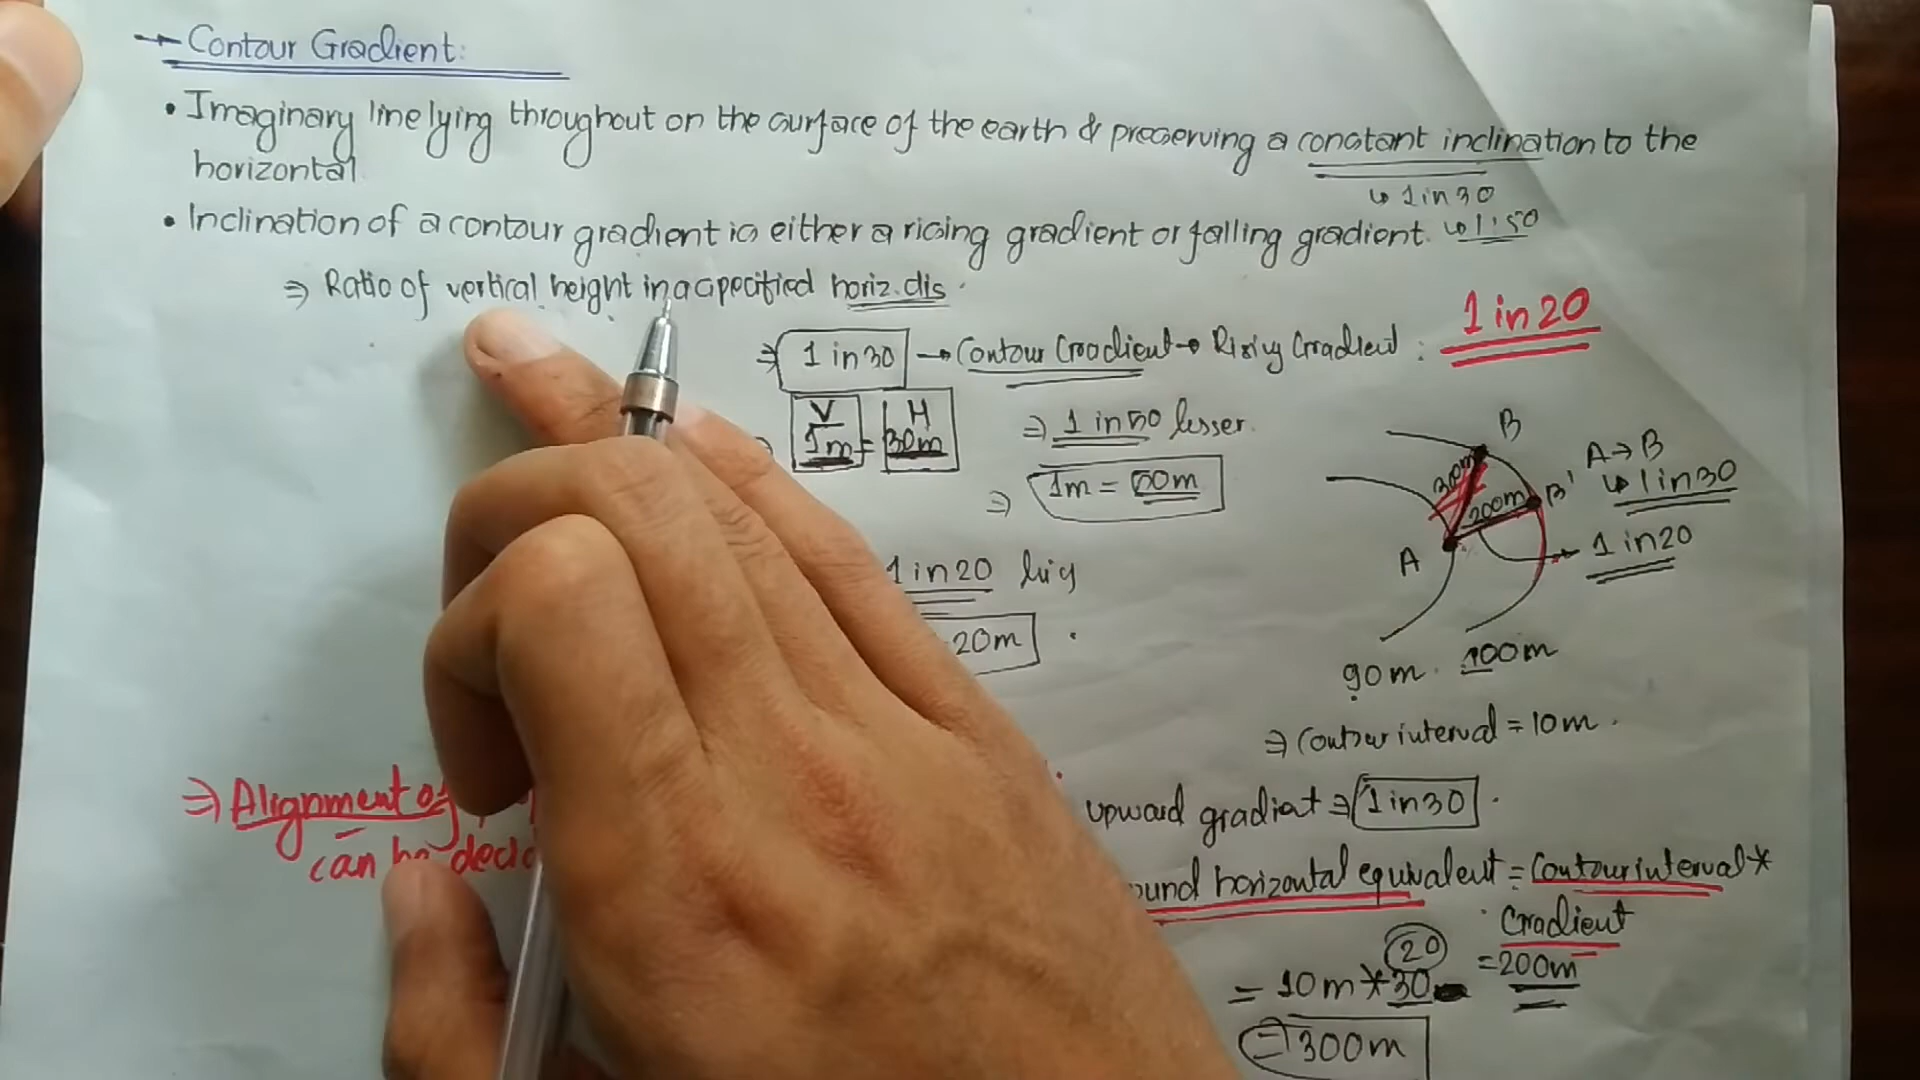 → Contour Gradient:
• Imaginary line lying throughout on the surface of the earth & preserving a constant inclination to the
horizontal
↳ 1 in 30
• Inclination of a contour gradient is either a rising gradient or falling gradient. ↳ 1:50
⇒ Ratio of vertical height in a specified horiz. dis.
1 in 20
⇒ 1 in 30 → Contour Gradient → Rising Gradient :
V H
1m = 30m
⇒ 1 in 50 lesser.
⇒ 1m = 50m
1 in 20
20m
B
A→B
↳ 1 in 30
300m
200m B'
A
1 in 20
90m. 100m
⇒ Contour interval = 10m.
⇒ Alignment of
can be
upward gradient ⇒ 1 in 30.
horizontal equivalent = Contour interval *
Gradient
20
= 200m
= 10m * 30
= 300m